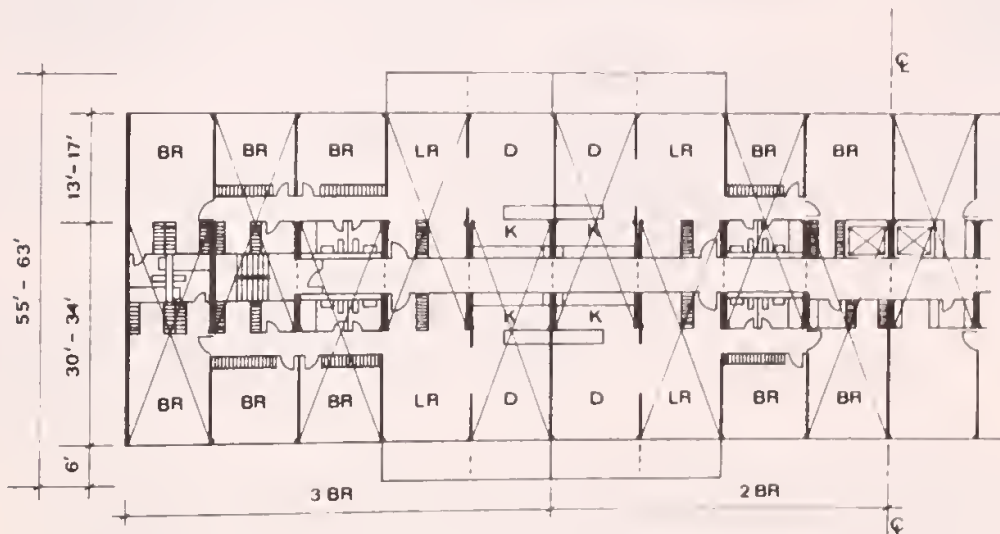 ℄
BR BR BR LR D D LR BR BR
13'-17'
K K
55' - 63'
30' - 34'
K K
BR BR BR LR D D LR BR BR
6'
3 BR 2 BR
℄